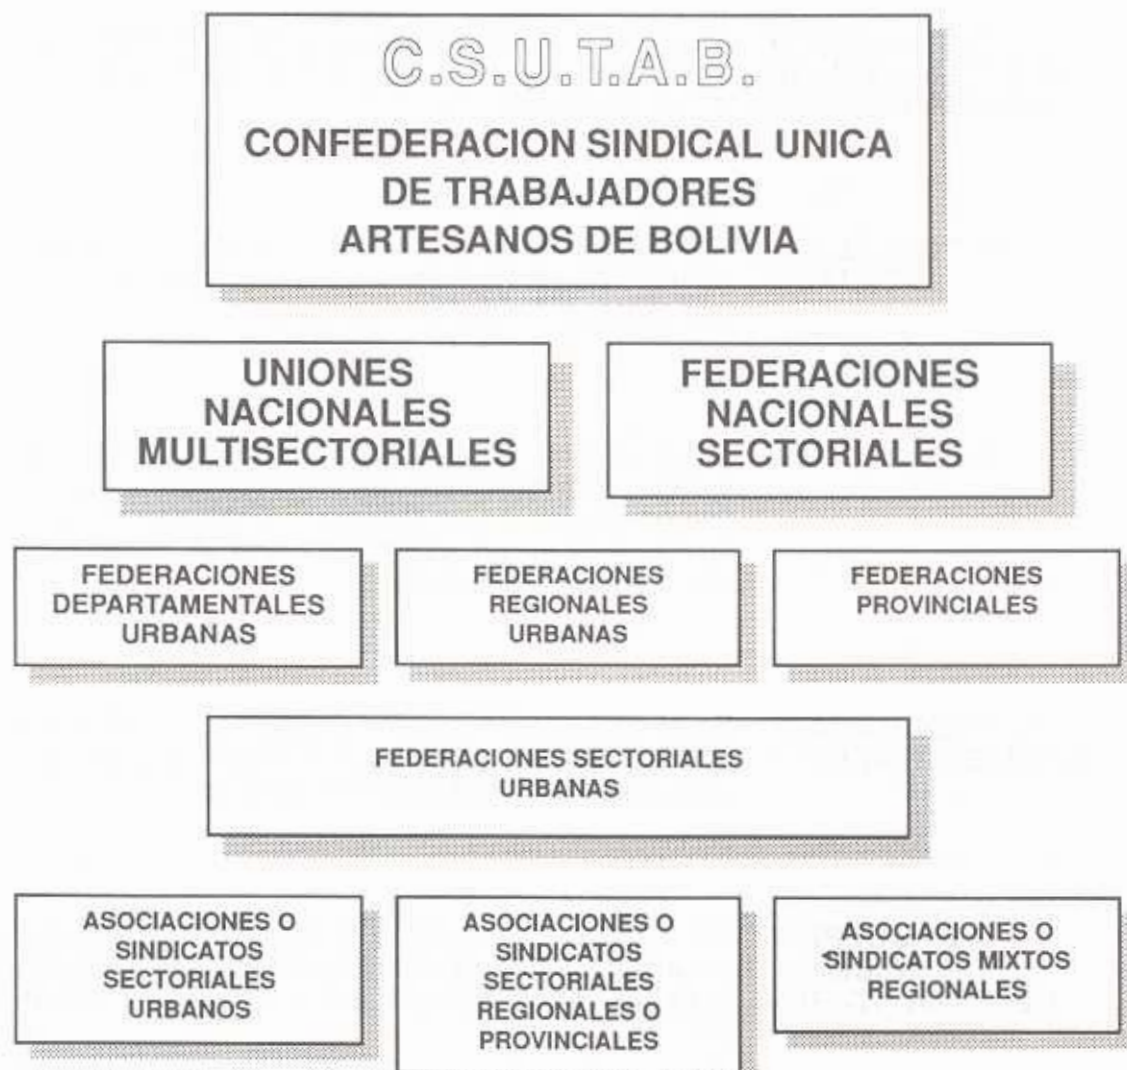 C.S.U.T.A.B.
CONFEDERACION SINDICAL UNICA
DE TRABAJADORES
ARTESANOS DE BOLIVIA
UNIONES
NACIONALES
MULTISECTORIALES
FEDERACIONES
NACIONALES
SECTORIALES
FEDERACIONES
DEPARTAMENTALES
URBANAS
FEDERACIONES
REGIONALES
URBANAS
FEDERACIONES
PROVINCIALES
FEDERACIONES SECTORIALES
URBANAS
ASOCIACIONES O
SINDICATOS
SECTORIALES
URBANOS
ASOCIACIONES O
SINDICATOS
SECTORIALES
REGIONALES O
PROVINCIALES
ASOCIACIONES O
SINDICATOS MIXTOS
REGIONALES